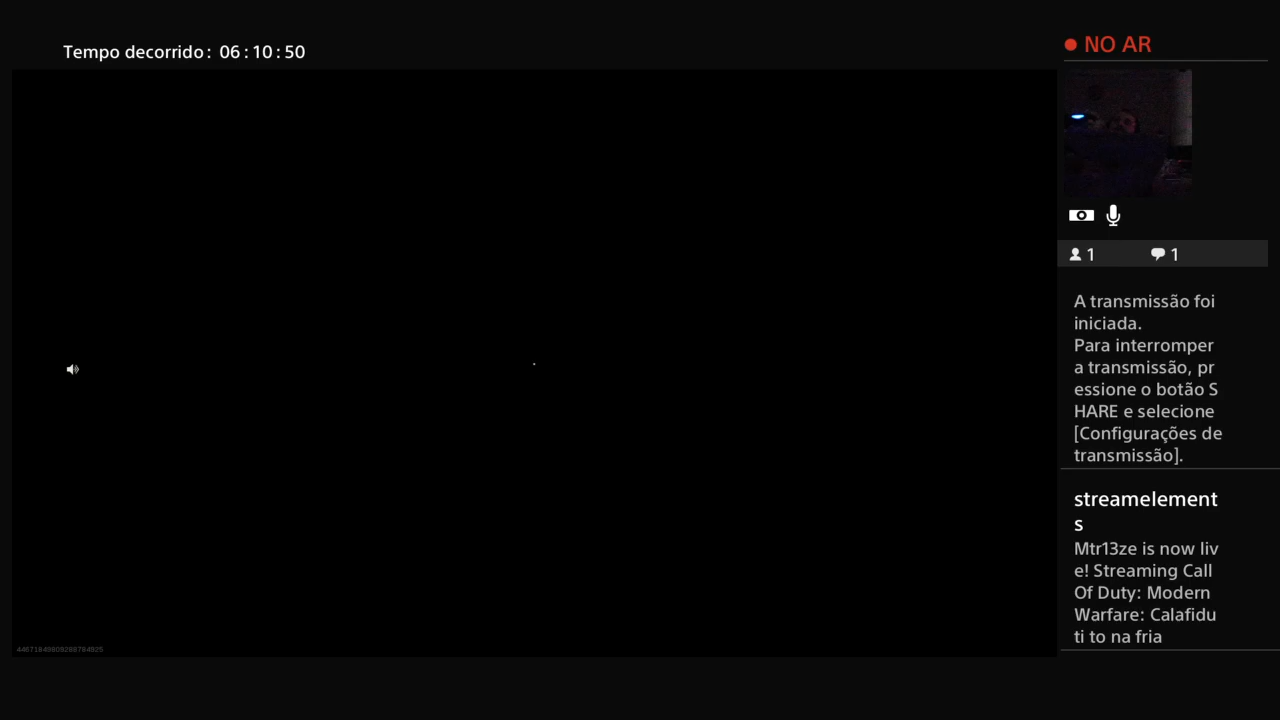 Tempo decorrido: 06:10:50
NO AR
1
1
A transmissão foi
iniciada.
Para interromper
a transmissão, pr
essione o botão S
HARE e selecione
[Configurações de
transmissão].
streamelement
s
Mtr13ze is now liv
e! Streaming Call
Of Duty: Modern
Warfare: Calafidu
ti to na fria